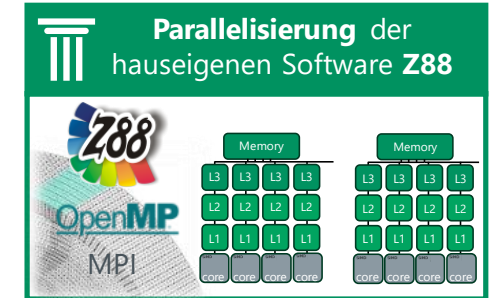 Parallelisierung der
hauseigenen Software Z88
Z88
OpenMP
MPI
Memory
L3 L3 L3 L3
L2 L2 L2 L2
L1 L1 L1 L1
core core core core
Memory
L3 L3 L3 L3
L2 L2 L2 L2
L1 L1 L1 L1
core core core core